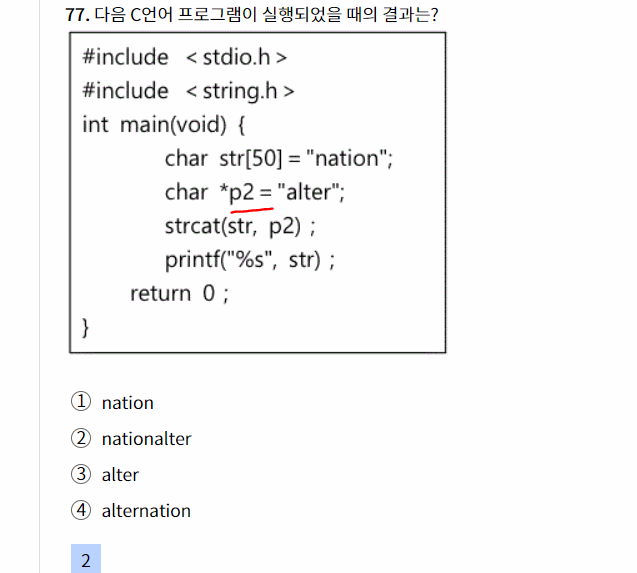 77. 다음 C언어 프로그램이 실행되었을 때의 결과는?
#include < stdio.h >
#include < string.h >
int main(void) {
char str[50] = "nation";
char *p2 = "alter";
strcat(str, p2) ;
printf("%s", str) ;
return 0 ;
}
① nation
② nationalter
③ alter
④ alternation
2